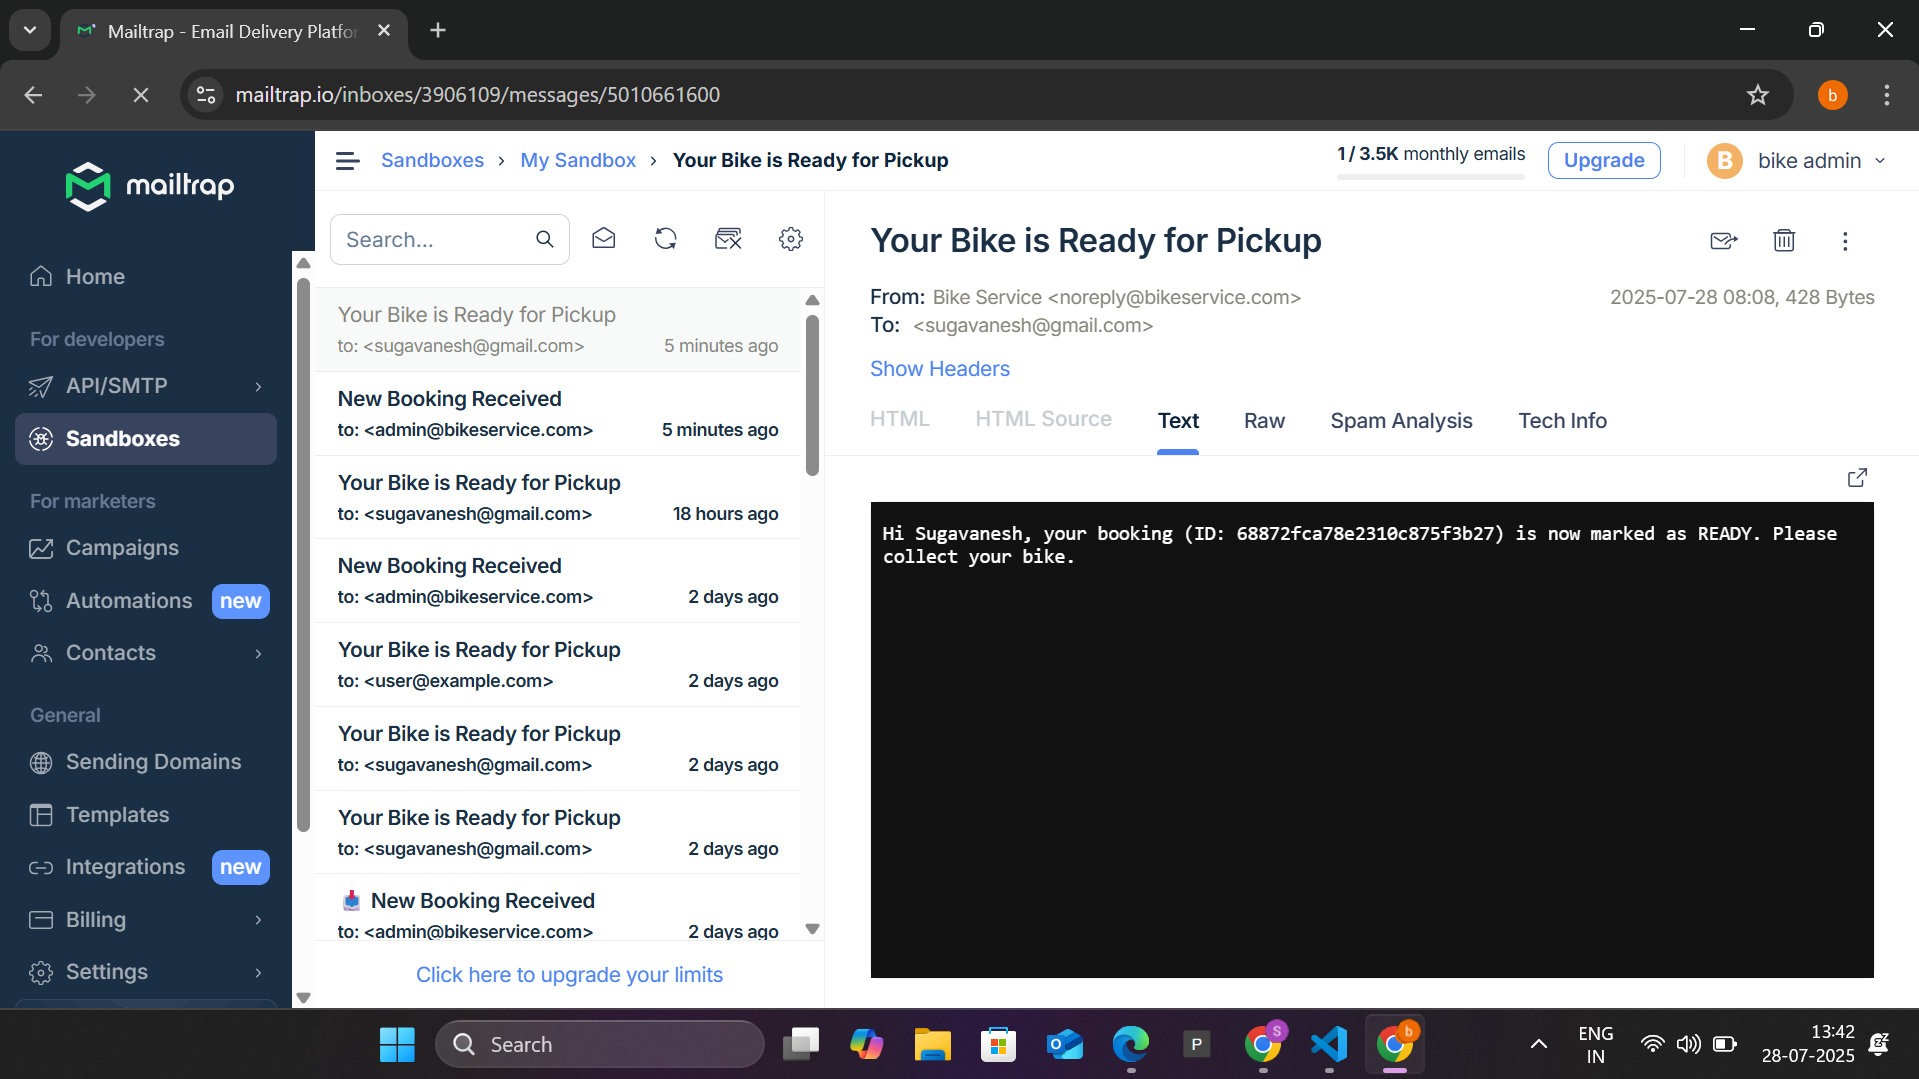 Mailtrap - Email Delivery Platfor
mailtrap.io/inboxes/3906109/messages/5010661600
b
mailtrap
Home
For developers
API/SMTP
Sandboxes
For marketers
Campaigns
Automations new
Contacts
General
Sending Domains
Templates
Integrations new
Billing
Settings
Sandboxes › My Sandbox › Your Bike is Ready for Pickup
1 / 3.5K monthly emails
Upgrade
B bike admin
Search...
Your Bike is Ready for Pickup
to: <sugavanesh@gmail.com> 5 minutes ago
New Booking Received
to: <admin@bikeservice.com> 5 minutes ago
Your Bike is Ready for Pickup
to: <sugavanesh@gmail.com> 18 hours ago
New Booking Received
to: <admin@bikeservice.com> 2 days ago
Your Bike is Ready for Pickup
to: <user@example.com> 2 days ago
Your Bike is Ready for Pickup
to: <sugavanesh@gmail.com> 2 days ago
Your Bike is Ready for Pickup
to: <sugavanesh@gmail.com> 2 days ago
📥 New Booking Received
to: <admin@bikeservice.com> 2 days ago
Click here to upgrade your limits
Your Bike is Ready for Pickup
From: Bike Service <noreply@bikeservice.com> 2025-07-28 08:08, 428 Bytes
To: <sugavanesh@gmail.com>
Show Headers
HTML HTML Source Text Raw Spam Analysis Tech Info
Hi Sugavanesh, your booking (ID: 68872fca78e2310c875f3b27) is now marked as READY. Please
collect your bike.
Search
P
S
b
ENG
IN
13:42
28-07-2025